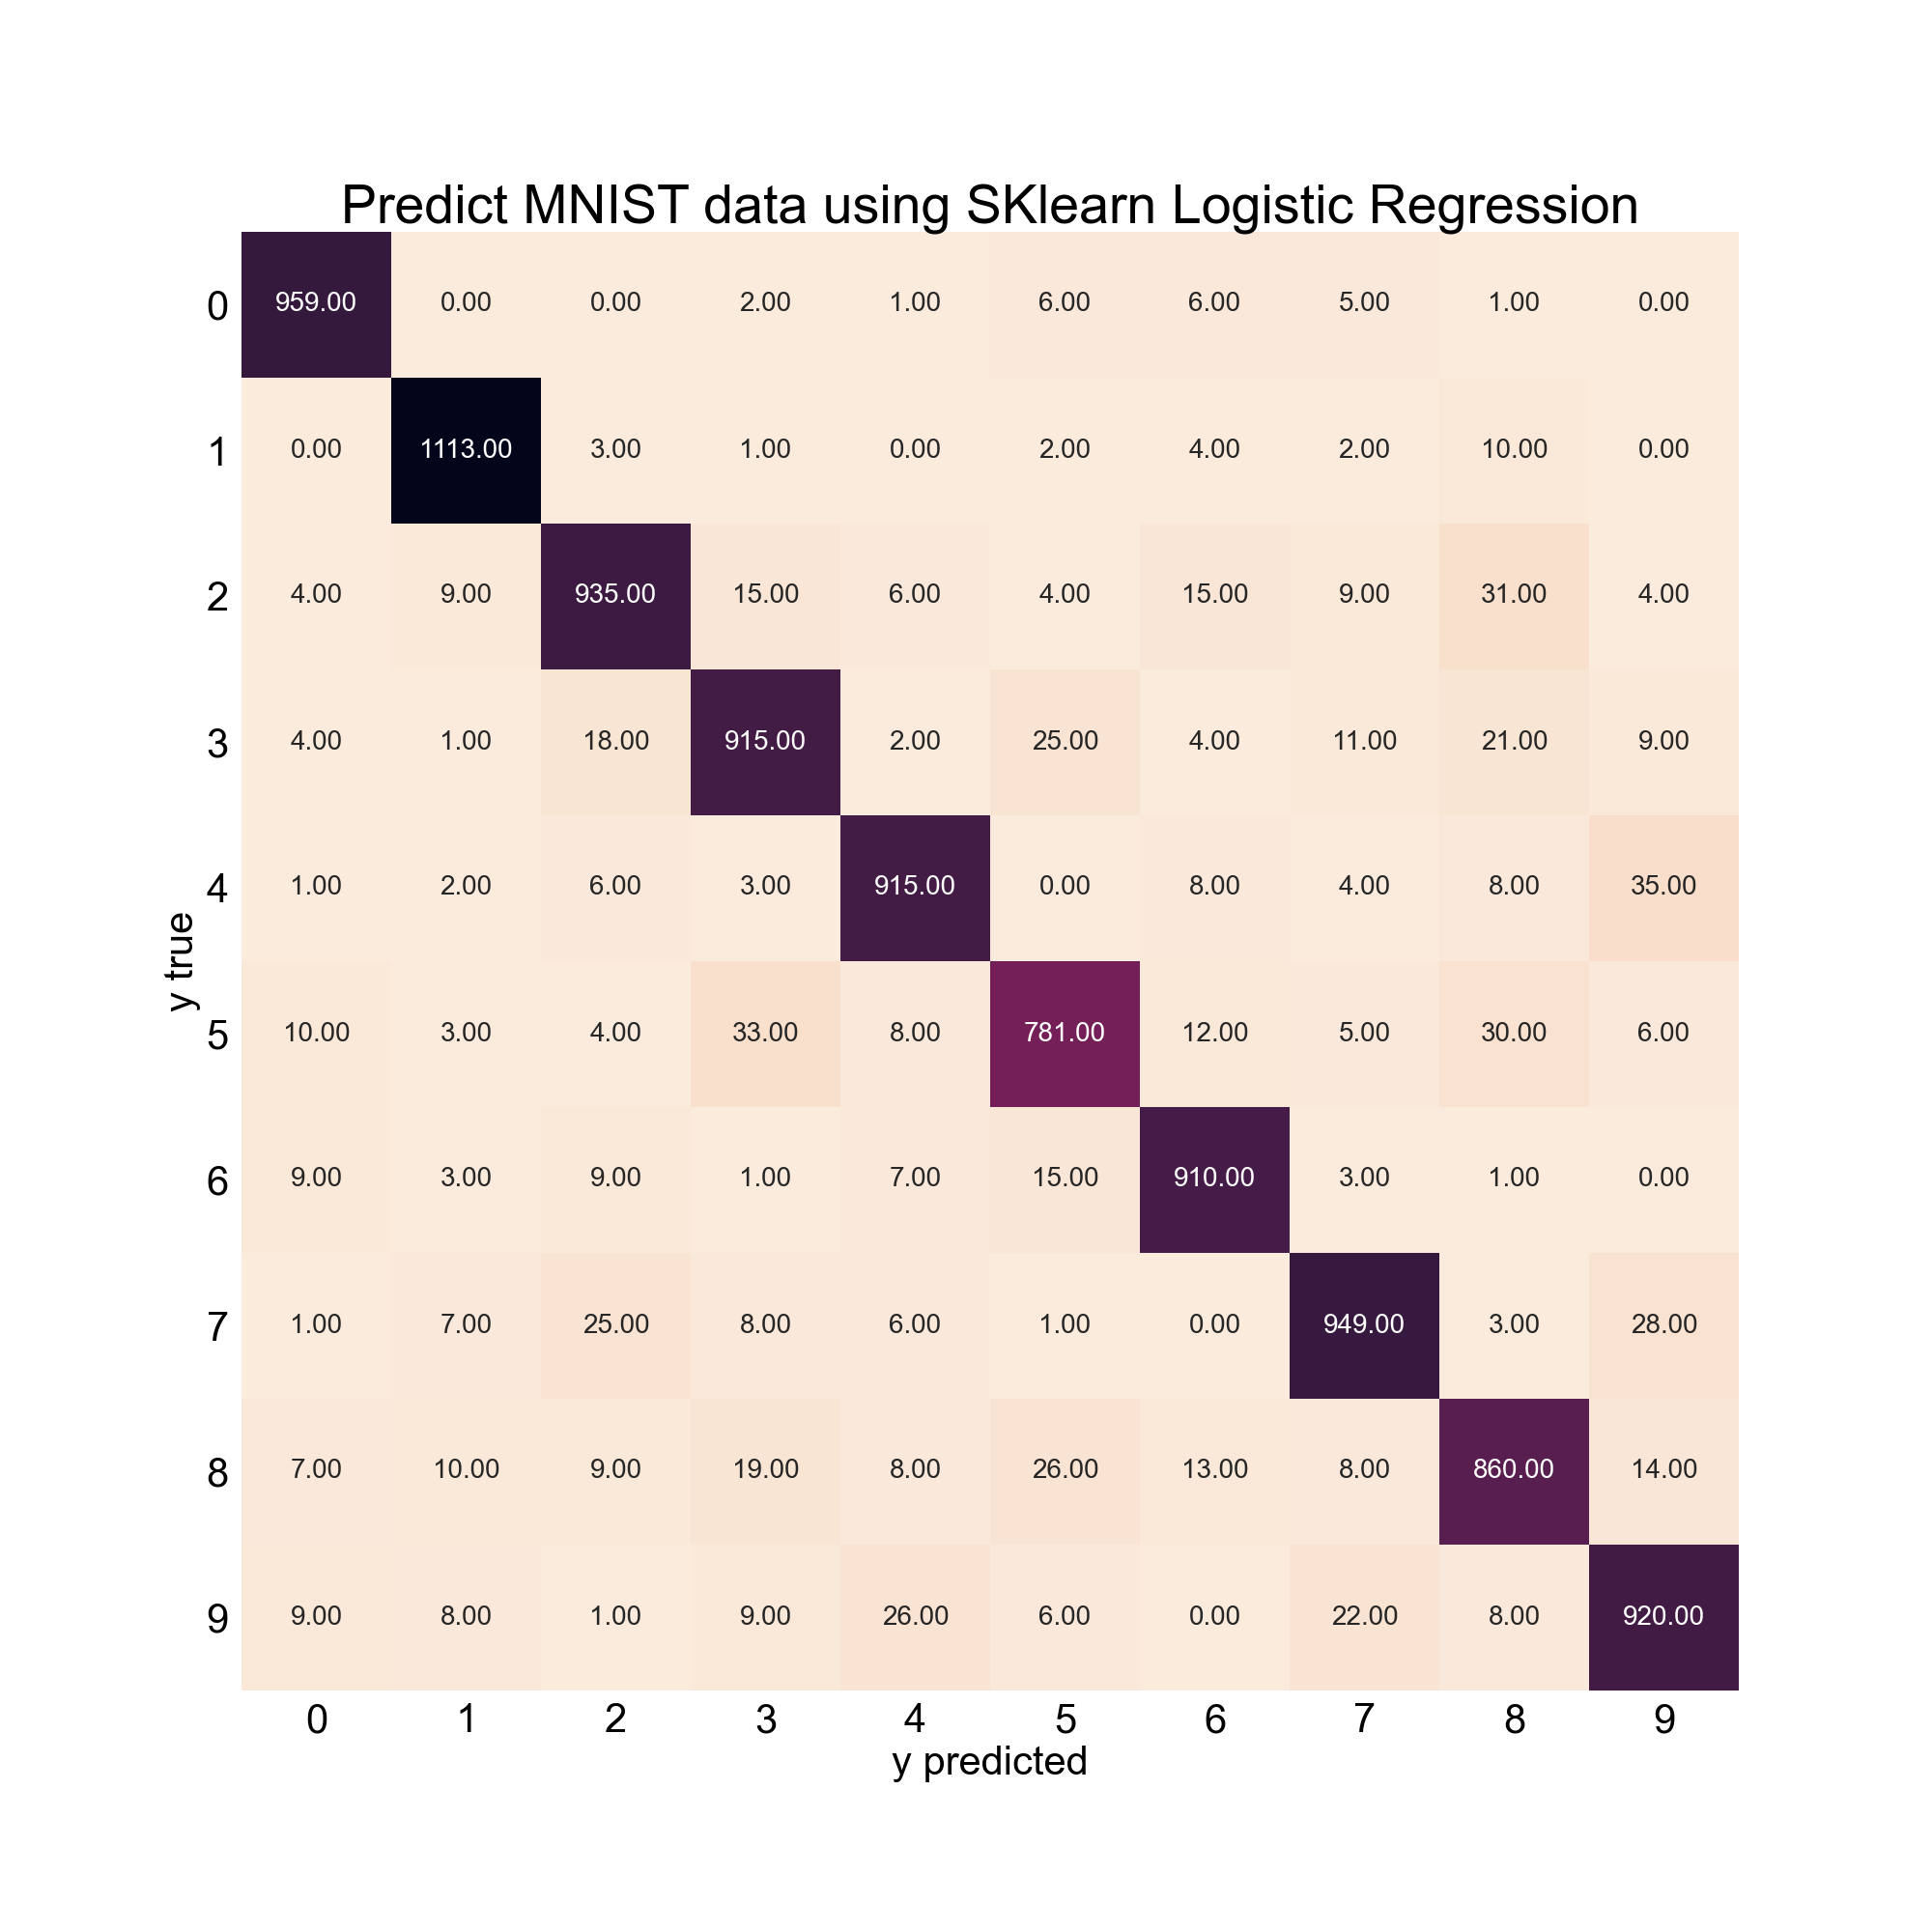 Predict MNIST data using SKlearn Logistic Regression
0 959.00 0.00 0.00 2.00 1.00 6.00 6.00 5.00 1.00 0.00
1 0.00 1113.00 3.00 1.00 0.00 2.00 4.00 2.00 10.00 0.00
2 4.00 9.00 935.00 15.00 6.00 4.00 15.00 9.00 31.00 4.00
3 4.00 1.00 18.00 915.00 2.00 25.00 4.00 11.00 21.00 9.00
4 1.00 2.00 6.00 3.00 915.00 0.00 8.00 4.00 8.00 35.00
y true
5 10.00 3.00 4.00 33.00 8.00 781.00 12.00 5.00 30.00 6.00
6 9.00 3.00 9.00 1.00 7.00 15.00 910.00 3.00 1.00 0.00
7 1.00 7.00 25.00 8.00 6.00 1.00 0.00 949.00 3.00 28.00
8 7.00 10.00 9.00 19.00 8.00 26.00 13.00 8.00 860.00 14.00
9 9.00 8.00 1.00 9.00 26.00 6.00 0.00 22.00 8.00 920.00
0 1 2 3 4 5 6 7 8 9
y predicted